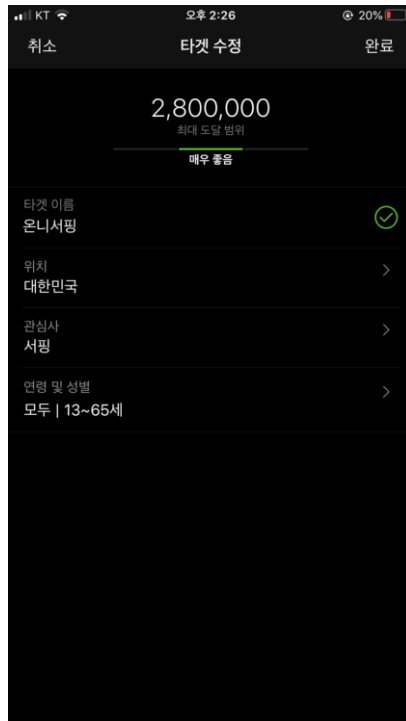 KT 오후 2:26 20%
취소 타겟 수정 완료
2,800,000
최대 도달 범위
매우 좋음
타겟 이름
온니서핑
위치
대한민국
관심사
서핑
연령 및 성별
모두 | 13~65세